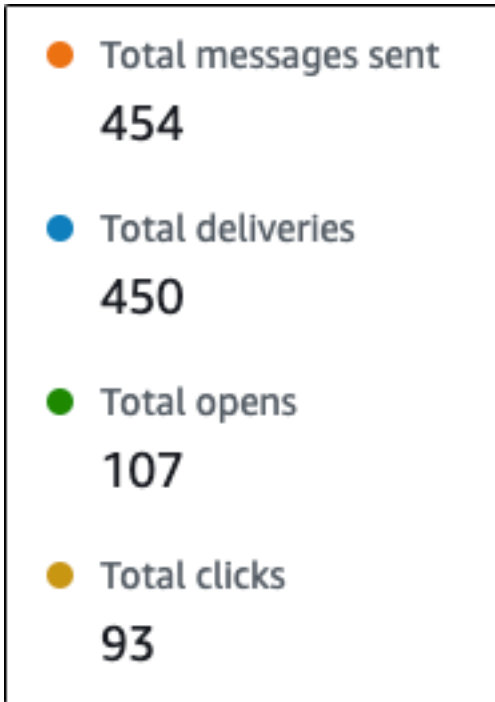 Total messages sent
454
Total deliveries
450
Total opens
107
Total clicks
93